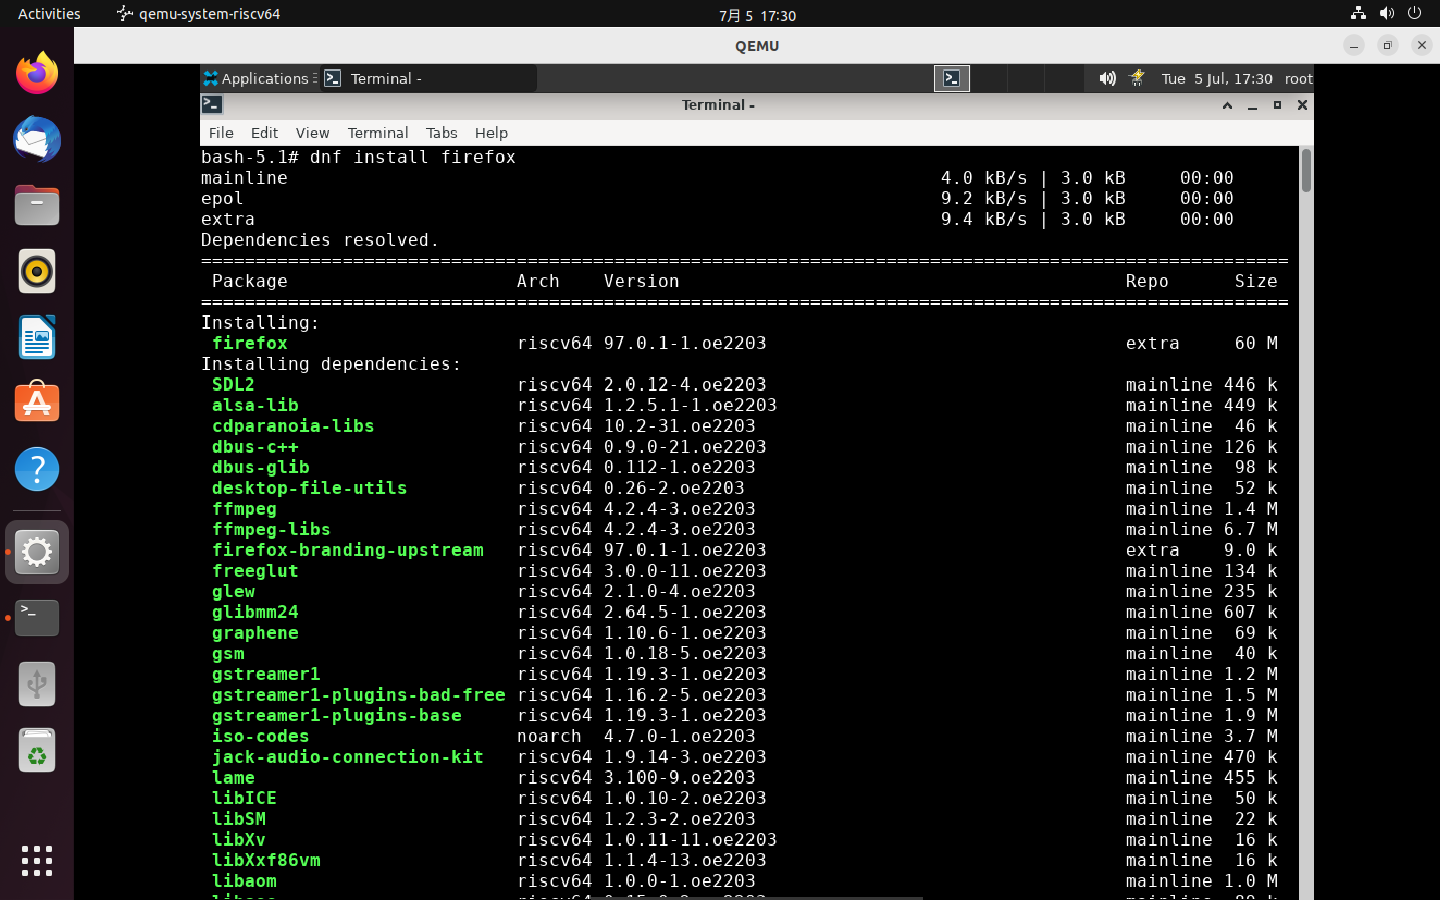 Activities
qemu-system-riscv64
7月 5 17:30
QEMU
Applications
Terminal -
Tue 5 Jul, 17:30
root
Terminal -
File Edit View Terminal Tabs Help
bash-5.1# dnf install firefox
mainline 4.0 kB/s | 3.0 kB 00:00
epol 9.2 kB/s | 3.0 kB 00:00
extra 9.4 kB/s | 3.0 kB 00:00
Dependencies resolved.
Package Arch Version Repo Size
Installing:
firefox riscv64 97.0.1-1.oe2203 extra 60 M
Installing dependencies:
SDL2 riscv64 2.0.12-4.oe2203 mainline 446 k
alsa-lib riscv64 1.2.5.1-1.oe2203 mainline 449 k
cdparanoia-libs riscv64 10.2-31.oe2203 mainline 46 k
dbus-c++ riscv64 0.9.0-21.oe2203 mainline 126 k
dbus-glib riscv64 0.112-1.oe2203 mainline 98 k
desktop-file-utils riscv64 0.26-2.oe2203 mainline 52 k
ffmpeg riscv64 4.2.4-3.oe2203 mainline 1.4 M
ffmpeg-libs riscv64 4.2.4-3.oe2203 mainline 6.7 M
firefox-branding-upstream riscv64 97.0.1-1.oe2203 extra 9.0 k
freeglut riscv64 3.0.0-11.oe2203 mainline 134 k
glew riscv64 2.1.0-4.oe2203 mainline 235 k
glibmm24 riscv64 2.64.5-1.oe2203 mainline 607 k
graphene riscv64 1.10.6-1.oe2203 mainline 69 k
gsm riscv64 1.0.18-5.oe2203 mainline 40 k
gstreamer1 riscv64 1.19.3-1.oe2203 mainline 1.2 M
gstreamer1-plugins-bad-free riscv64 1.16.2-5.oe2203 mainline 1.5 M
gstreamer1-plugins-base riscv64 1.19.3-1.oe2203 mainline 1.9 M
iso-codes noarch 4.7.0-1.oe2203 mainline 3.7 M
jack-audio-connection-kit riscv64 1.9.14-3.oe2203 mainline 470 k
lame riscv64 3.100-9.oe2203 mainline 455 k
libICE riscv64 1.0.10-2.oe2203 mainline 50 k
libSM riscv64 1.2.3-2.oe2203 mainline 22 k
libXv riscv64 1.0.11-11.oe2203 mainline 16 k
libXxf86vm riscv64 1.1.4-13.oe2203 mainline 16 k
libaom riscv64 1.0.0-1.oe2203 mainline 1.0 M